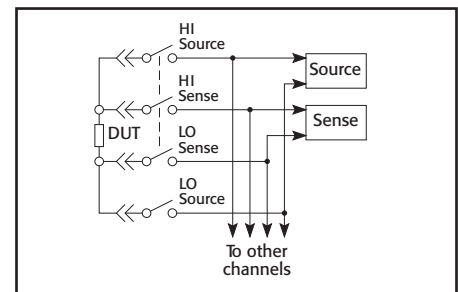 HI
Source
Source
HI
Sense
Sense
DUT
LO
Sense
LO
Source
To other
channels